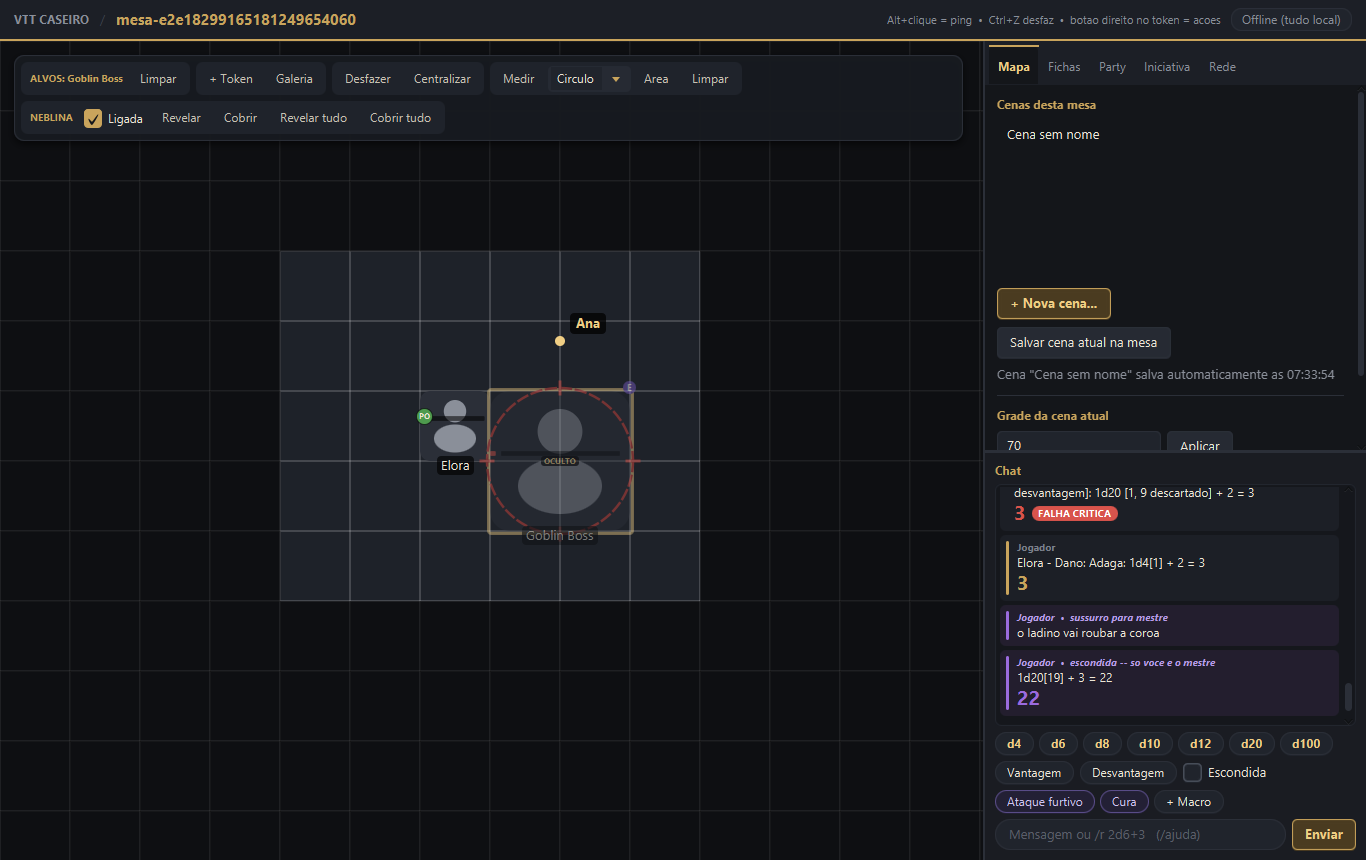 VTT CASEIRO / mesa-e2e18299165181249654060
Alt+clique = ping • Ctrl+Z desfaz • botao direito no token = acoes
Offline (tudo local)
ALVOS: Goblin Boss Limpar + Token Galeria Desfazer Centralizar Medir Circulo Area Limpar
NEBLINA Ligada Revelar Cobrir Revelar tudo Cobrir tudo
Ana
E
PO
OCULTO
Elora
Goblin Boss
Mapa Fichas Party Iniciativa Rede
Cenas desta mesa
Cena sem nome
+ Nova cena...
Salvar cena atual na mesa
Cena "Cena sem nome" salva automaticamente as 07:33:54
Grade da cena atual
70 Aplicar
Chat
desvantagem]: 1d20 [1, 9 descartado] + 2 = 3
3 FALHA CRITICA
Jogador
Elora - Dano: Adaga: 1d4[1] + 2 = 3
3
Jogador • sussurro para mestre
o ladino vai roubar a coroa
Jogador • escondida -- so voce e o mestre
1d20[19] + 3 = 22
22
d4 d6 d8 d10 d12 d20 d100
Vantagem Desvantagem Escondida
Ataque furtivo Cura + Macro
Mensagem ou /r 2d6+3 (/ajuda) Enviar